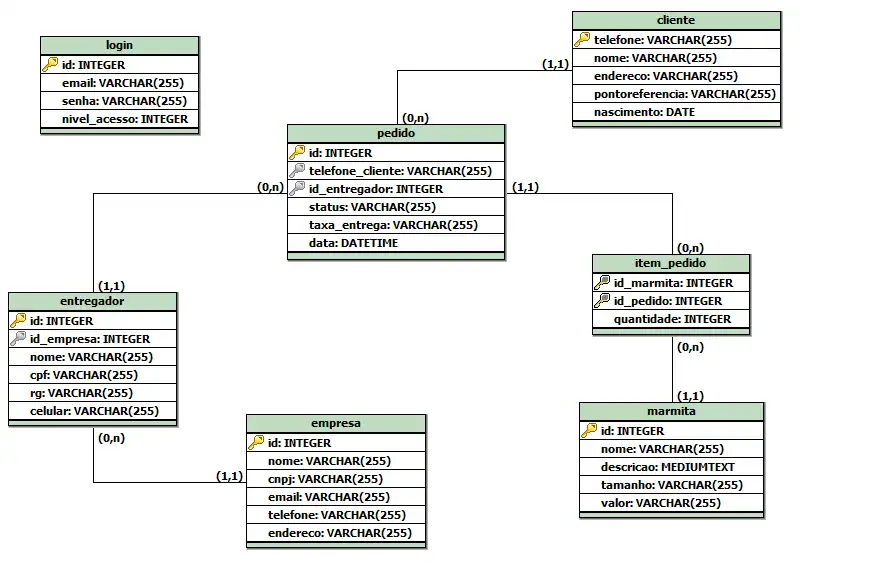 login
id: INTEGER
email: VARCHAR(255)
senha: VARCHAR(255)
nivel_acesso: INTEGER
cliente
telefone: VARCHAR(255)
nome: VARCHAR(255)
endereco: VARCHAR(255)
pontoreferencia: VARCHAR(255)
nascimento: DATE
(1,1)
(0,n)
pedido
id: INTEGER
telefone_cliente: VARCHAR(255)
id_entregador: INTEGER
status: VARCHAR(255)
taxa_entrega: VARCHAR(255)
data: DATETIME
(0,n)
(1,1)
(1,1)
(0,n)
entregador
id: INTEGER
id_empresa: INTEGER
nome: VARCHAR(255)
cpf: VARCHAR(255)
rg: VARCHAR(255)
celular: VARCHAR(255)
item_pedido
id_marmita: INTEGER
id_pedido: INTEGER
quantidade: INTEGER
(0,n)
(1,1)
(0,n)
(1,1)
empresa
id: INTEGER
nome: VARCHAR(255)
cnpj: VARCHAR(255)
email: VARCHAR(255)
telefone: VARCHAR(255)
endereco: VARCHAR(255)
marmita
id: INTEGER
nome: VARCHAR(255)
descricao: MEDIUMTEXT
tamanho: VARCHAR(255)
valor: VARCHAR(255)